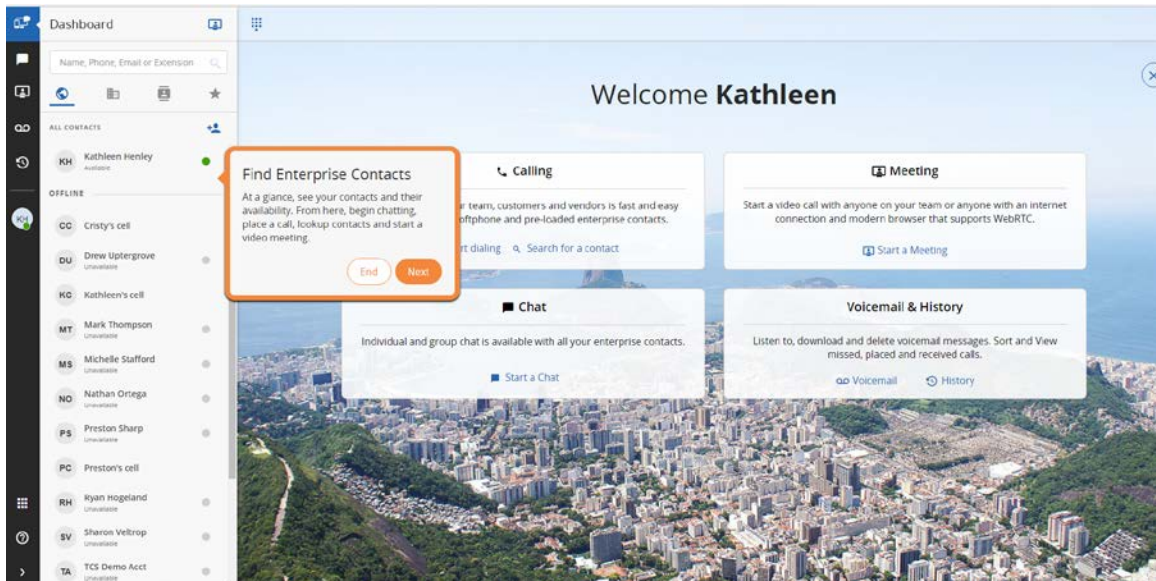 Dashboard
Name, Phone, Email or Extension
ALL CONTACTS
KH
Kathleen Henley
Available
OFFLINE
KH
CC
Cristy's cell
DU
Drew Uptergrove
Unavailable
KC
Kathleen's cell
MT
Mark Thompson
Unavailable
MS
Michelle Stafford
Unavailable
NO
Nathan Ortega
Unavailable
PS
Preston Sharp
Unavailable
PC
Preston's cell
RH
Ryan Hogeland
Unavailable
SV
Sharon Veltrop
Unavailable
TA
TCS Demo Acct
Unavailable
Find Enterprise Contacts
At a glance, see your contacts and their
availability. From here, begin chatting,
place a call, lookup contacts and start a
video meeting.
End
Next
Welcome Kathleen
Calling
team, customers and vendors is fast and easy
and pre-loaded enterprise contacts.
dialing
Search for a contact
Meeting
Start a video call with anyone on your team or anyone with an internet
connection and modern browser that supports WebRTC.
Start a Meeting
Chat
Individual and group chat is available with all your enterprise contacts.
Start a Chat
Voicemail & History
Listen to, download and delete voicemail messages. Sort and View
missed, placed and received calls.
Voicemail
History